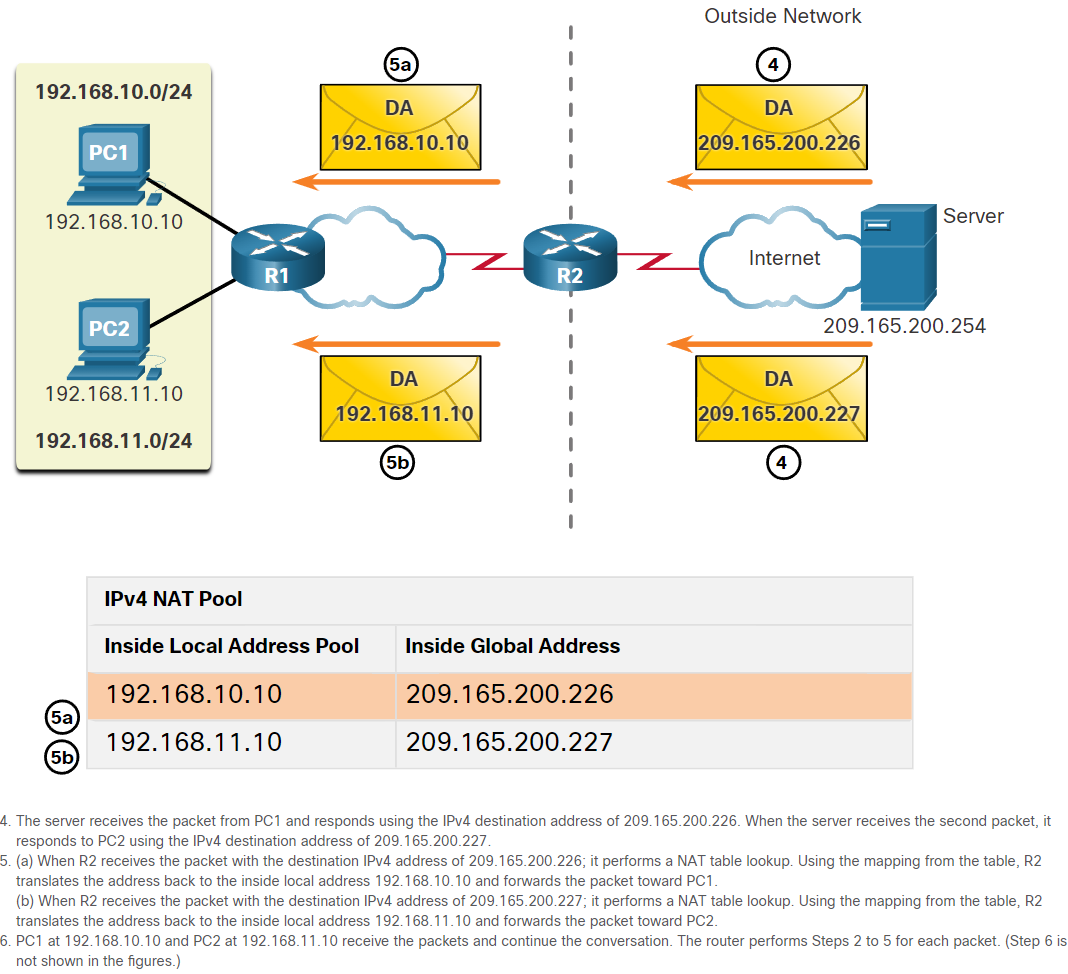 Outside Network
5a
4
192.168.10.0/24
DA
192.168.10.10
DA
209.165.200.226
PC1
192.168.10.10
Server
R1
R2
Internet
PC2
209.165.200.254
192.168.11.10
DA
192.168.11.10
DA
209.165.200.227
192.168.11.0/24
5b
4
IPv4 NAT Pool
Inside Local Address Pool
Inside Global Address
192.168.10.10
209.165.200.226
5a
192.168.11.10
209.165.200.227
5b
4. The server receives the packet from PC1 and responds using the IPv4 destination address of 209.165.200.226. When the server receives the second packet, it
responds to PC2 using the IPv4 destination address of 209.165.200.227.
5. (a) When R2 receives the packet with the destination IPv4 address of 209.165.200.226; it performs a NAT table lookup. Using the mapping from the table, R2
translates the address back to the inside local address 192.168.10.10 and forwards the packet toward PC1.
(b) When R2 receives the packet with the destination IPv4 address of 209.165.200.227; it performs a NAT table lookup. Using the mapping from the table, R2
translates the address back to the inside local address 192.168.11.10 and forwards the packet toward PC2.
6. PC1 at 192.168.10.10 and PC2 at 192.168.11.10 receive the packets and continue the conversation. The router performs Steps 2 to 5 for each packet. (Step 6 is
not shown in the figures.)